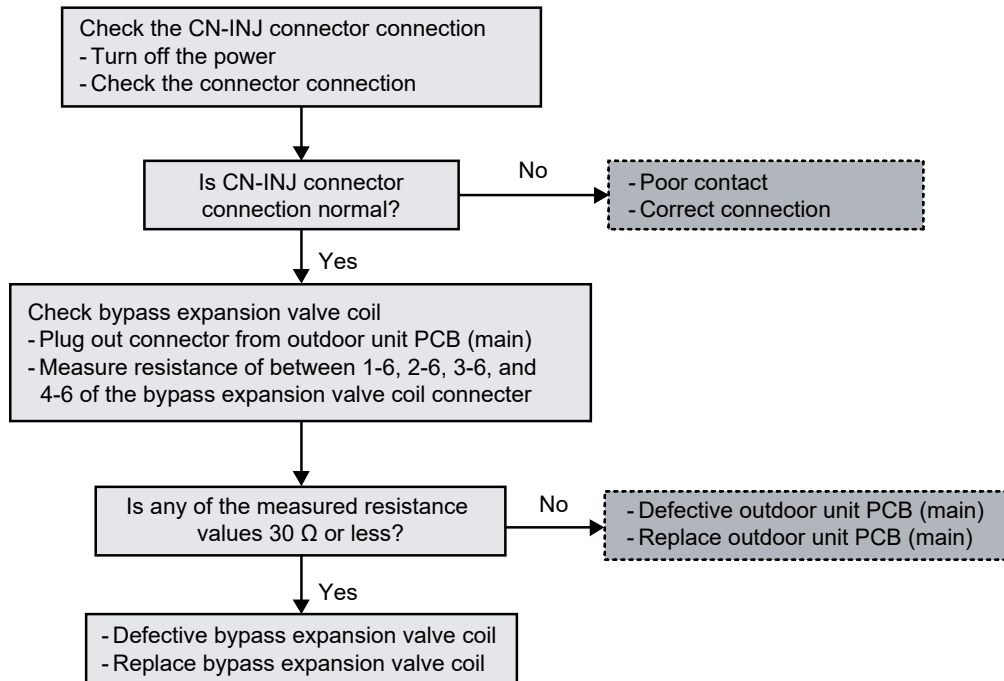 Check the CN-INJ connector connection
- Turn off the power
- Check the connector connection
Is CN-INJ connector
connection normal?
No
- Poor contact
- Correct connection
Yes
Check bypass expansion valve coil
- Plug out connector from outdoor unit PCB (main)
- Measure resistance of between 1-6, 2-6, 3-6, and
4-6 of the bypass expansion valve coil connecter
Is any of the measured resistance
values 30 Ω or less?
No
- Defective outdoor unit PCB (main)
- Replace outdoor unit PCB (main)
Yes
- Defective bypass expansion valve coil
- Replace bypass expansion valve coil